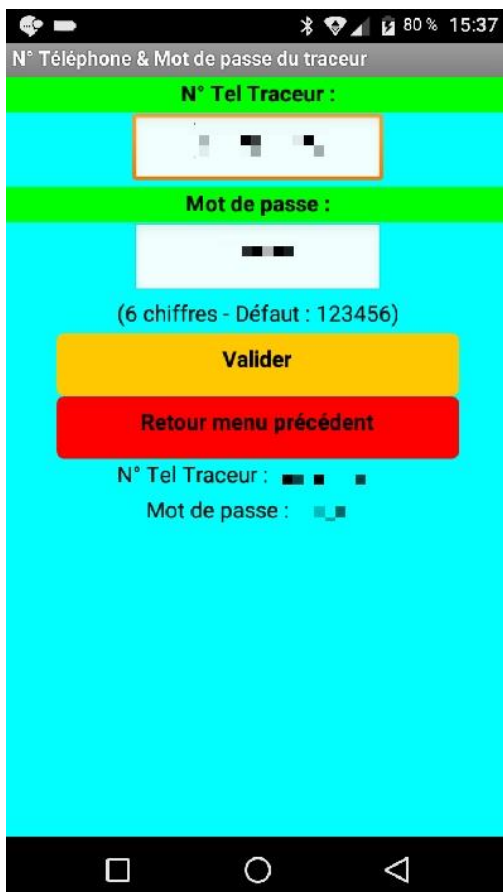 80 % 15:37
N° Téléphone & Mot de passe du traceur
N° Tel Traceur :
Mot de passe :
(6 chiffres - Défaut : 123456)
Valider
Retour menu précédent
N° Tel Traceur :
Mot de passe :